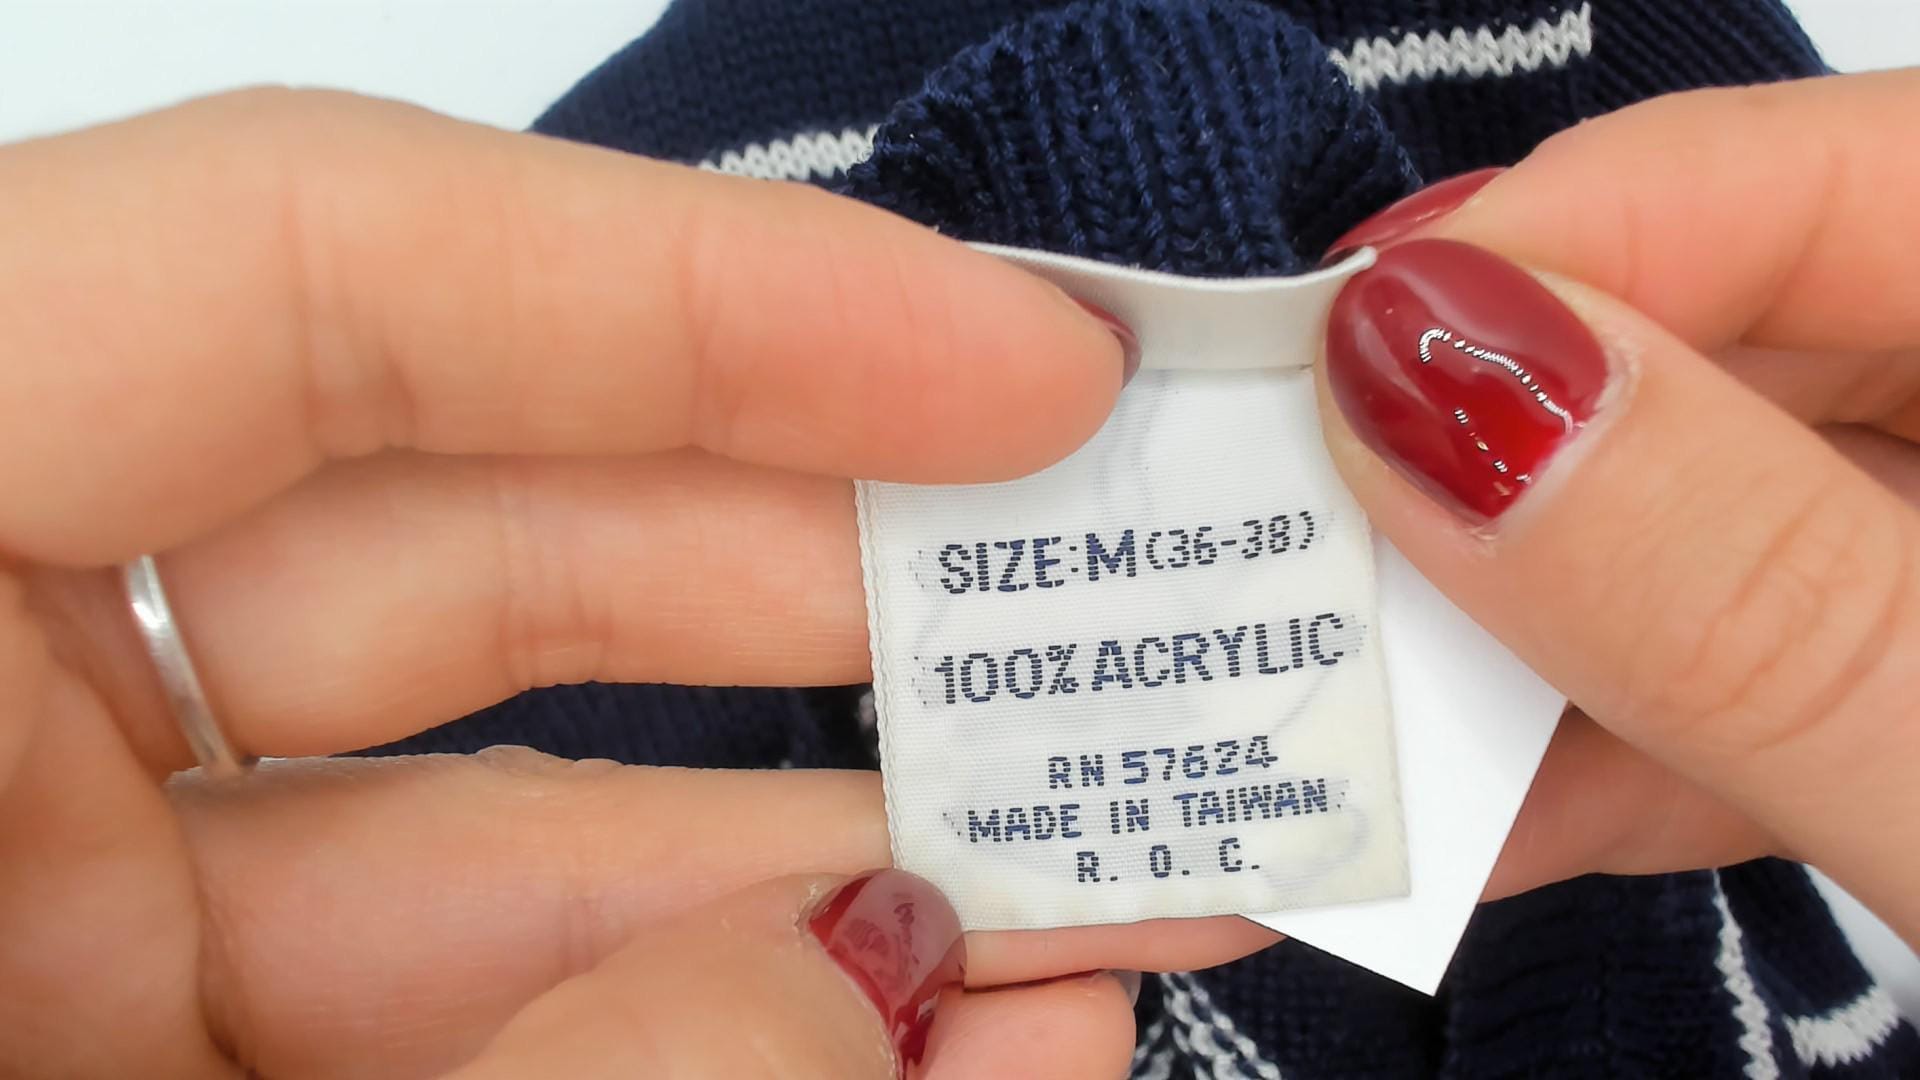 SIZE:M(36-38)
100% ACRYLIC
RN 57624
MADE IN TAIWAN
R. O. C.